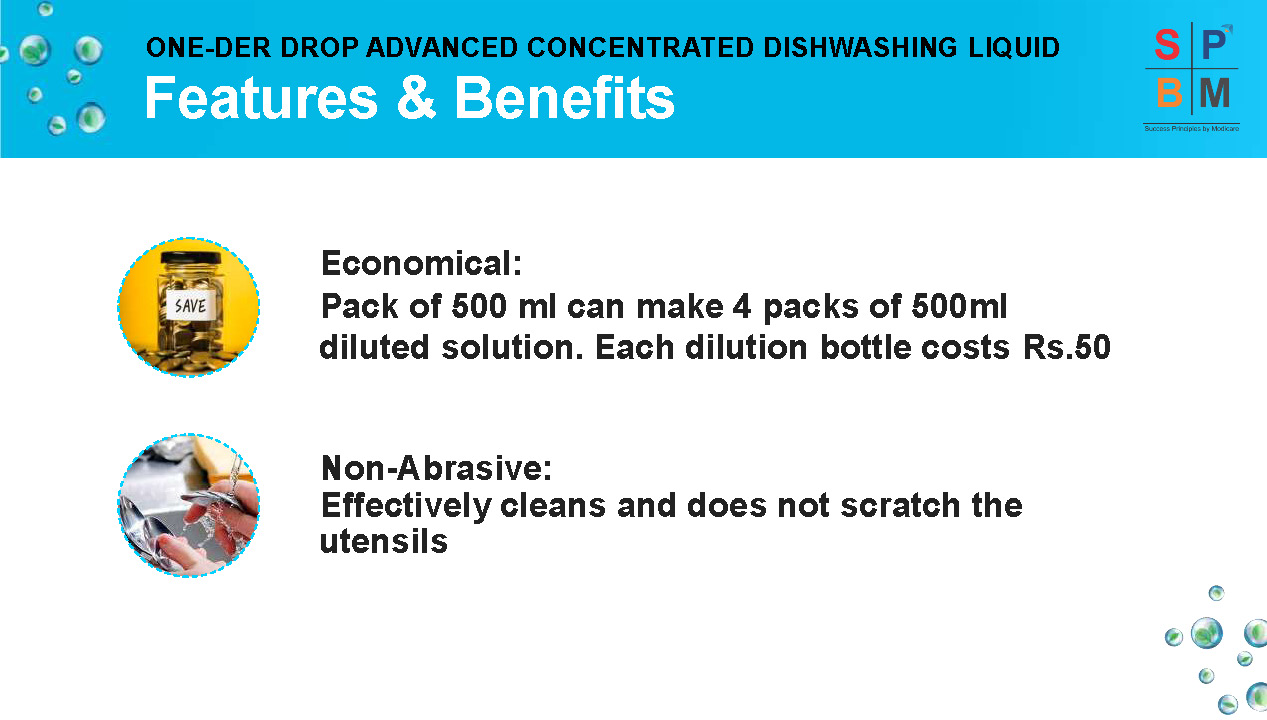 ONE-DER DROP ADVANCED CONCENTRATED DISHWASHING LIQUID
Features & Benefits
S P
B M
Success Principles by Modicare
SAVE
Economical:
Pack of 500 ml can make 4 packs of 500ml
diluted solution. Each dilution bottle costs Rs.50
Non-Abrasive:
Effectively cleans and does not scratch the
utensils